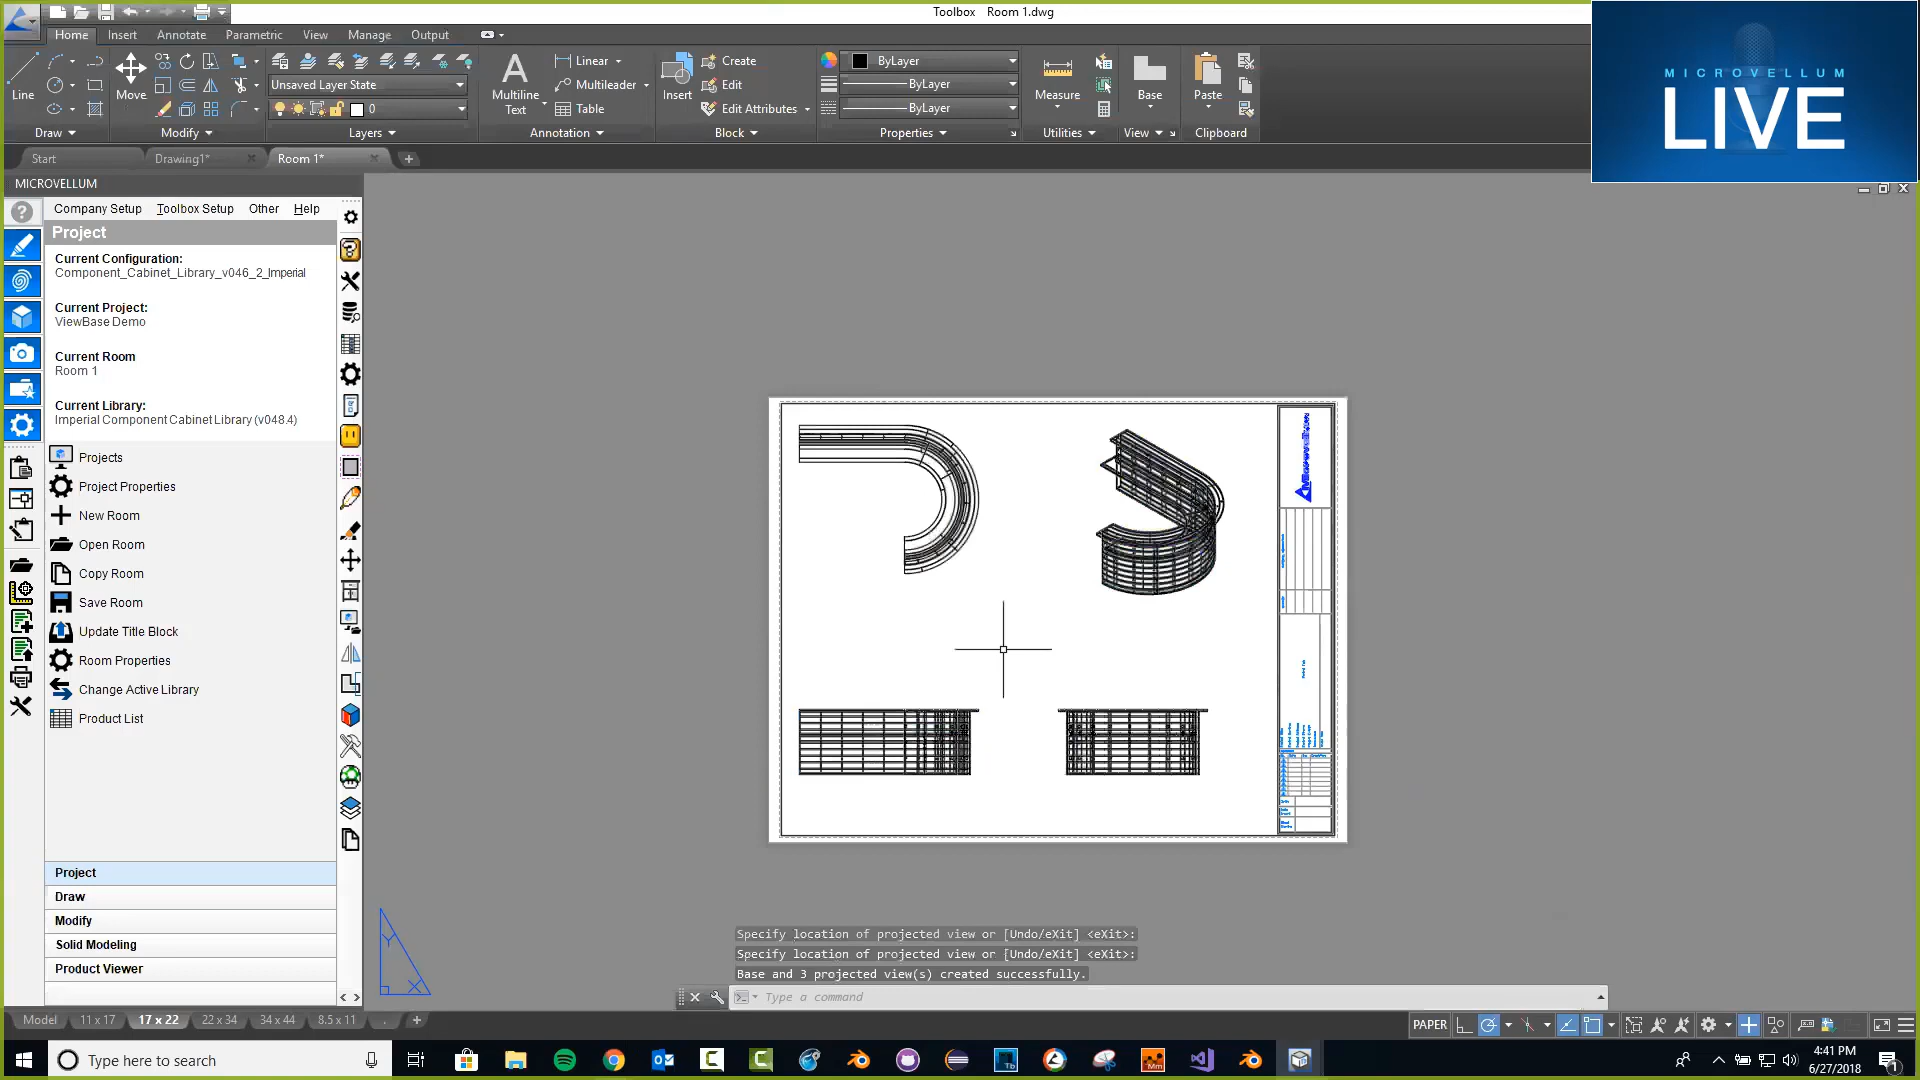 Toolbox Room 1.dwg
MICROVELLUM
LIVE
Home Insert Annotate Parametric View Manage Output
Line
Move
Draw
Modify
Unsaved Layer State
0
Layers
Multiline
Text
Linear
Multileader
Table
Annotation
Insert
Create
Edit
Edit Attributes
Block
ByLayer
ByLayer
ByLayer
Properties
Measure
Utilities
Base
View
Paste
Clipboard
Start Drawing1* Room 1*
MICROVELLUM
Company Setup Toolbox Setup Other Help
Project
Current Configuration:
Component_Cabinet_Library_v046_2_Imperial
Current Project:
ViewBase Demo
Current Room
Room 1
Current Library:
Imperial Component Cabinet Library (v048.4)
Projects
Project Properties
New Room
Open Room
Copy Room
Save Room
Update Title Block
Room Properties
Change Active Library
Product List
Project
Draw
Modify
Solid Modeling
Product Viewer
Y
X
Specify location of projected view or [Undo/eXit] <eXit>:
Specify location of projected view or [Undo/eXit] <eXit>:
Base and 3 projected view(s) created successfully.
Type a command
Model 11 x 17 17 x 22 22 x 34 34 x 44 8.5 x 11 .
PAPER
Type here to search
Tb
Mm
4:41 PM
6/27/2018
1